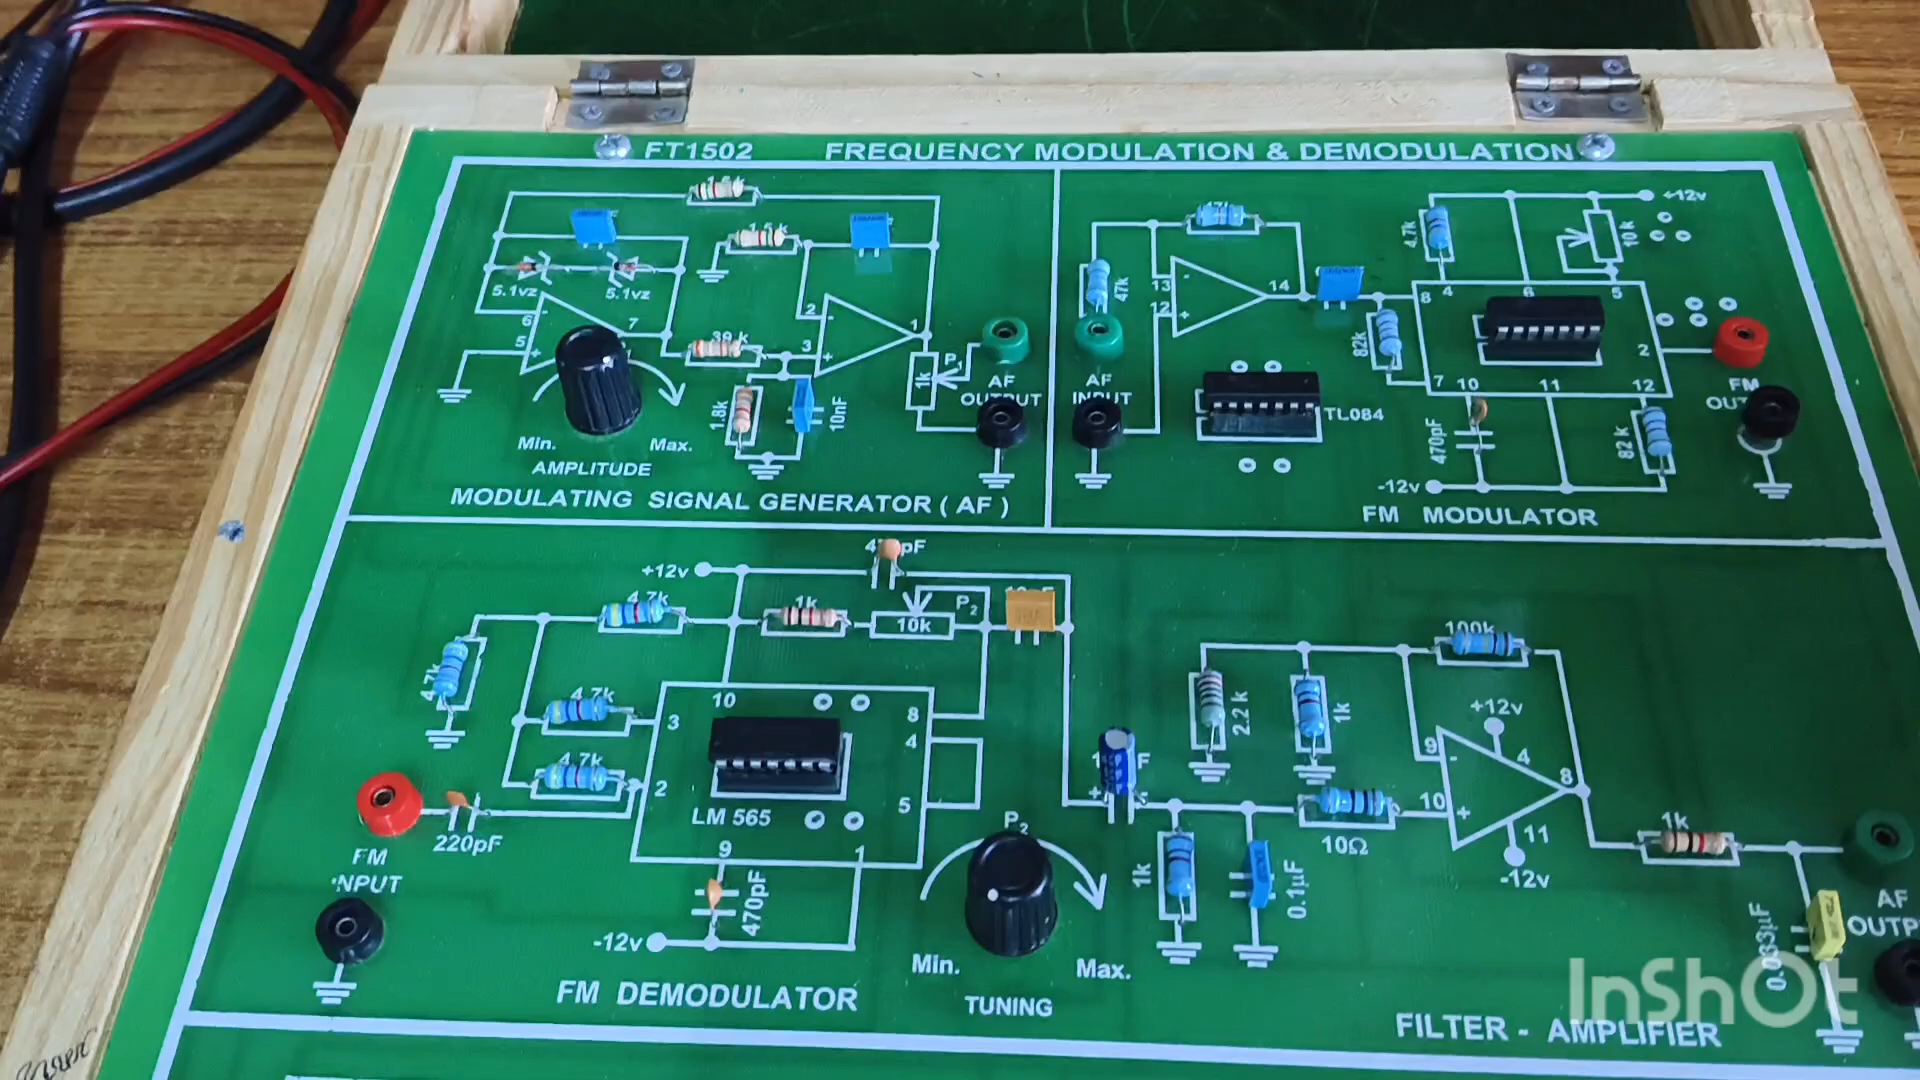 FT1502 FREQUENCY MODULATION & DEMODULATION
5.1vz 5.1vz
6 7
5
2 1
3
P1
1k
1.8k
10nF
AF
OUTPUT
Min. Max.
AMPLITUDE
MODULATING SIGNAL GENERATOR ( AF )
47k
13 14
12
AF
INPUT
TL084
4.7k
+12v
10k
8 4 6 5
82k
7 10 11 12 2
470pF
82k
-12v
FM
FM MODULATOR
+12v
4.7k
1k
10k P2
4.7k
4.7k
4.7k
10
3 8
4
2 5
LM 565
9 1
220pF
FM
470pF
-12v
FM DEMODULATOR
P2
Min. Max.
TUNING
100k
2.2k
1k
+12v
9 4 8
10 11
-12v
10Ω
1k
0.1µF
1k
0.033µF
AF
FILTER - AMPLIFIER
InShOt